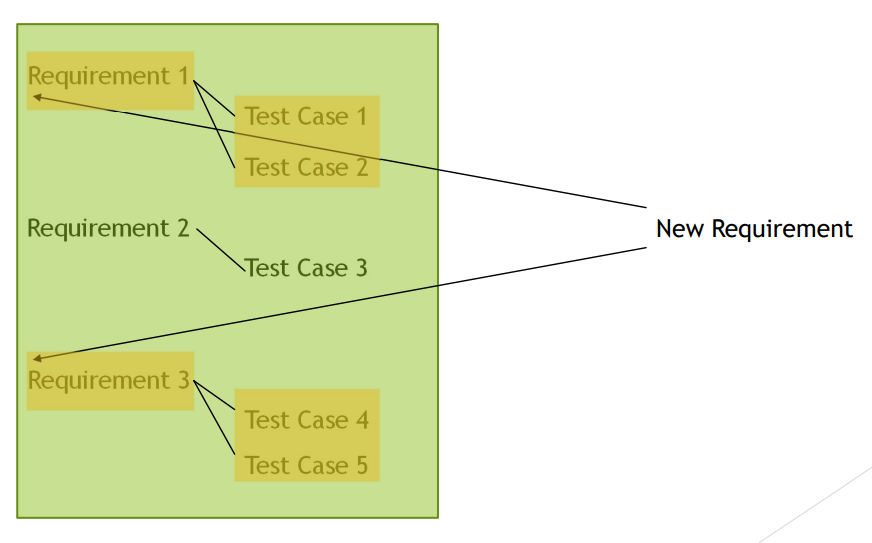 Requirement 1
Test Case 1
Test Case 2
Requirement 2
New Requirement
Test Case 3
Requirement 3
Test Case 4
Test Case 5